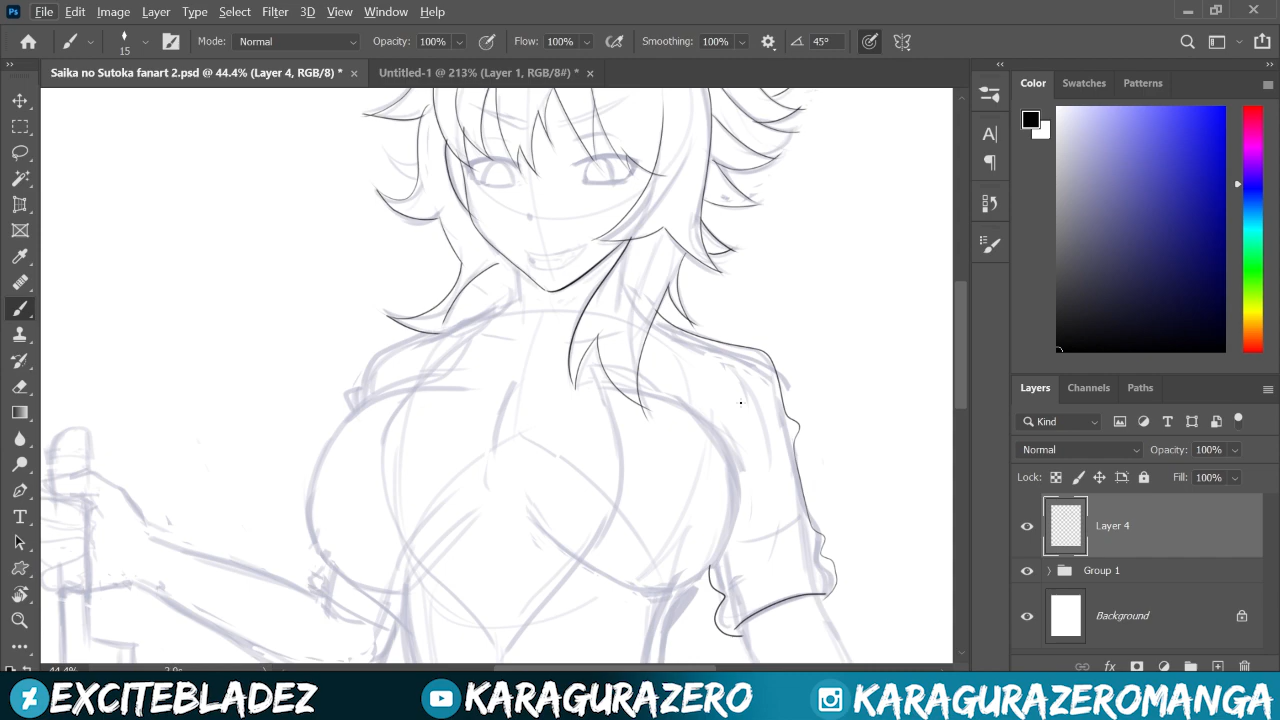 Ps File Edit Image Layer Type Select Filter 3D View Window Help
15 Mode: Normal Opacity: 100% Flow: 100% Smoothing: 100% 45°
Saika no Sutoka fanart 2.psd @ 44.4% (Layer 4, RGB/8) * Untitled-1 @ 213% (Layer 1, RGB/8#) *
Color Swatches Patterns
Layers Channels Paths
Kind
Normal Opacity: 100%
Lock: Fill: 100%
Layer 4
Group 1
Background
EXCITEBLADEZ KARAGURAZERO KARAGURAZEROMANGA